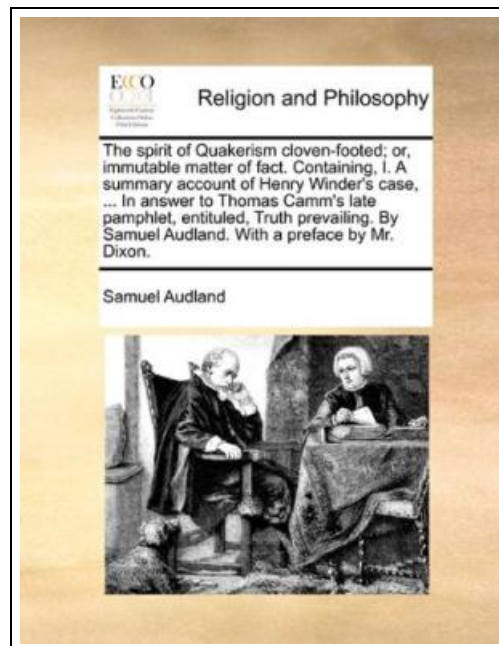 ECCO
Religion and Philosophy
The spirit of Quakerism cloven-footed; or,
immutable matter of fact. Containing, I. A
summary account of Henry Winder's case,
... In answer to Thomas Camm's late
pamphlet, entituled, Truth prevailing. By
Samuel Audland. With a preface by Mr.
Dixon.
Samuel Audland